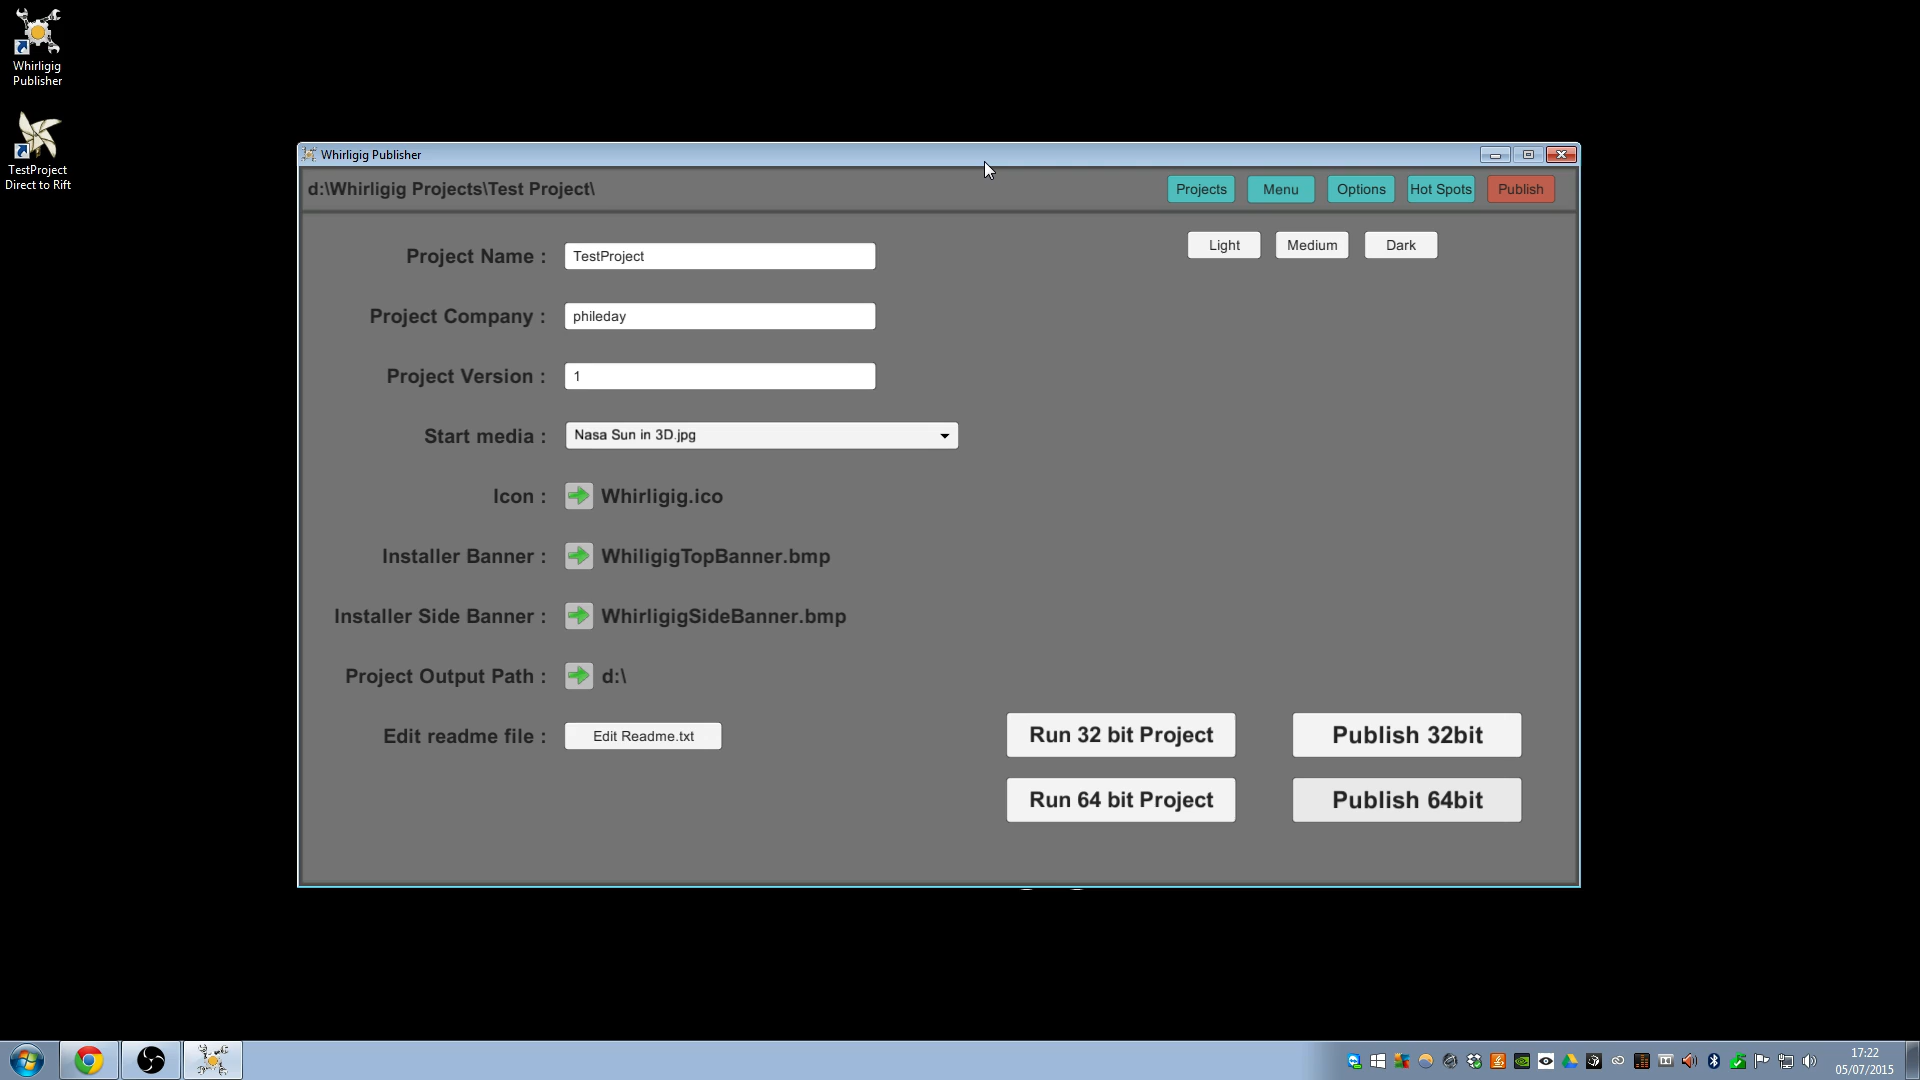 Whirligig
Publisher
TestProject
Direct to Rift
Whirligig Publisher
d:\Whirligig Projects\Test Project\
Projects
Menu
Options
Hot Spots
Publish
Light
Medium
Dark
Project Name :
TestProject
Project Company :
phileday
Project Version :
1
Start media :
Nasa Sun in 3D.jpg
Icon :
Whirligig.ico
Installer Banner :
WhiligigTopBanner.bmp
Installer Side Banner :
WhirligigSideBanner.bmp
Project Output Path :
d:\
Edit readme file :
Edit Readme.txt
Run 32 bit Project
Publish 32bit
Run 64 bit Project
Publish 64bit
17:22
05/07/2015